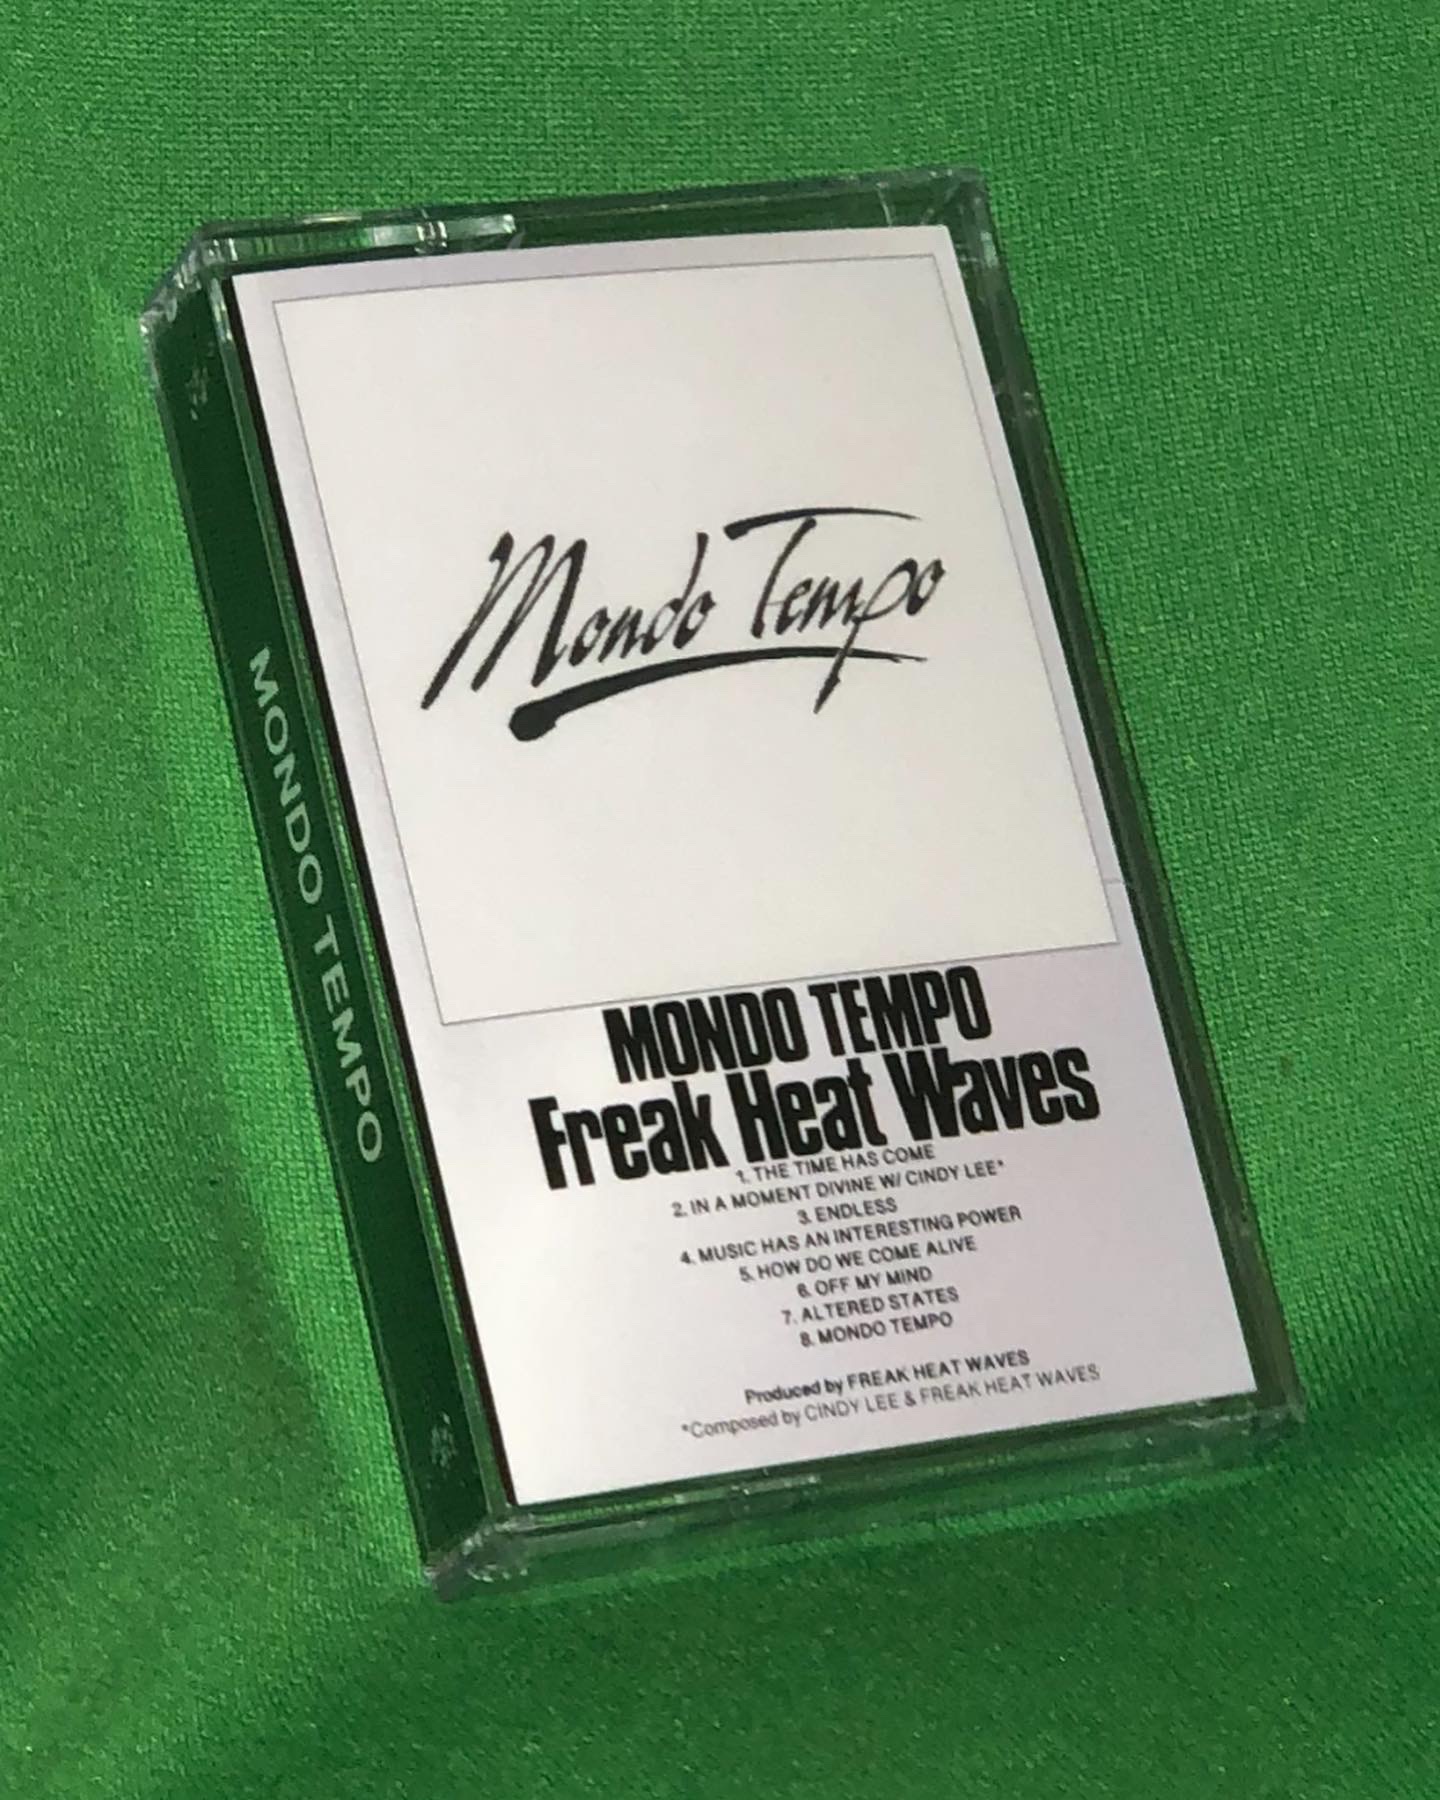 Mondo Tempo
MONDO TEMPO
MONDO TEMPO
Freak Heat Waves
1. THE TIME HAS COME
2. IN A MOMENT DIVINE W/ CINDY LEE*
3. ENDLESS
4. MUSIC HAS AN INTERESTING POWER
5. HOW DO WE COME ALIVE
6. OFF MY MIND
7. ALTERED STATES
8. MONDO TEMPO
Produced by FREAK HEAT WAVES
*Composed by CINDY LEE & FREAK HEAT WAVES